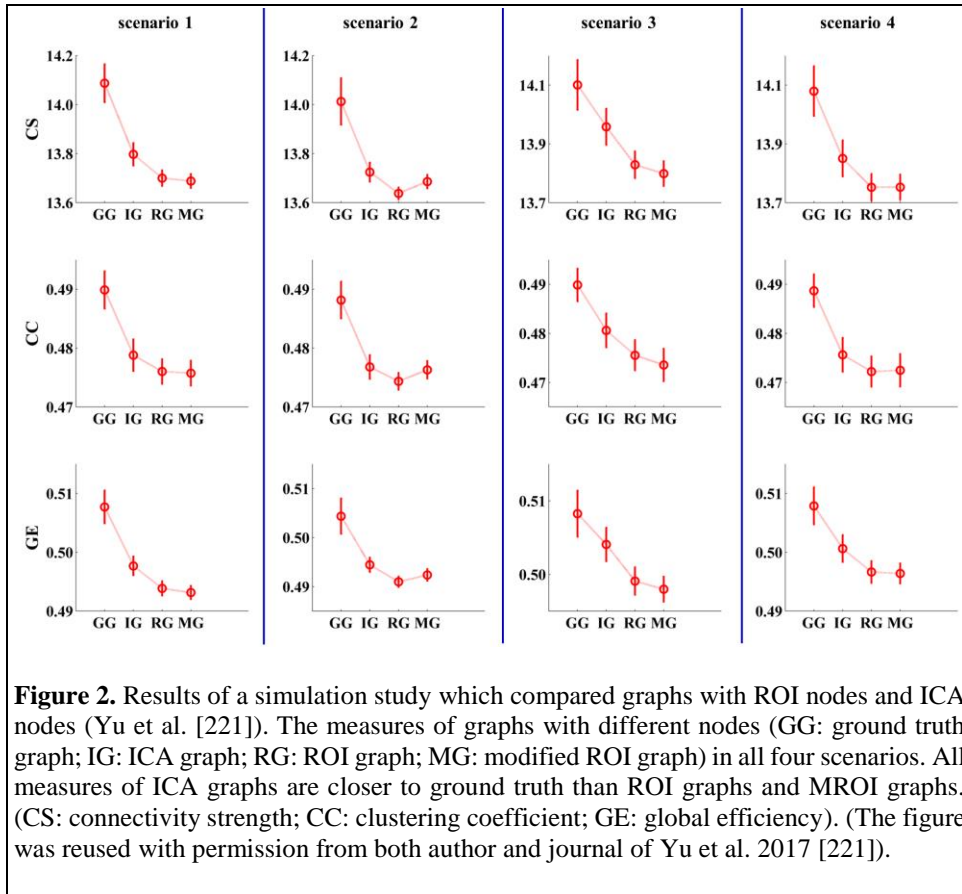 scenario 1 scenario 2 scenario 3 scenario 4
CS
14.2 14.2
14.0 14.0 14.1 14.1
13.8 13.8 13.9 13.9
13.6 13.6 13.7 13.7
GG IG RG MG GG IG RG MG GG IG RG MG GG IG RG MG
CC
0.49 0.49 0.49 0.49
0.48 0.48 0.48 0.48
0.47 0.47 0.47 0.47
GG IG RG MG GG IG RG MG GG IG RG MG GG IG RG MG
GE
0.51 0.51 0.51 0.51
0.50 0.50 0.50 0.50
0.49 0.49 0.49
GG IG RG MG GG IG RG MG GG IG RG MG GG IG RG MG
Figure 2. Results of a simulation study which compared graphs with ROI nodes and ICA
nodes (Yu et al. [221]). The measures of graphs with different nodes (GG: ground truth
graph; IG: ICA graph; RG: ROI graph; MG: modified ROI graph) in all four scenarios. All
measures of ICA graphs are closer to ground truth than ROI graphs and MROI graphs.
(CS: connectivity strength; CC: clustering coefficient; GE: global efficiency). (The figure
was reused with permission from both author and journal of Yu et al. 2017 [221]).